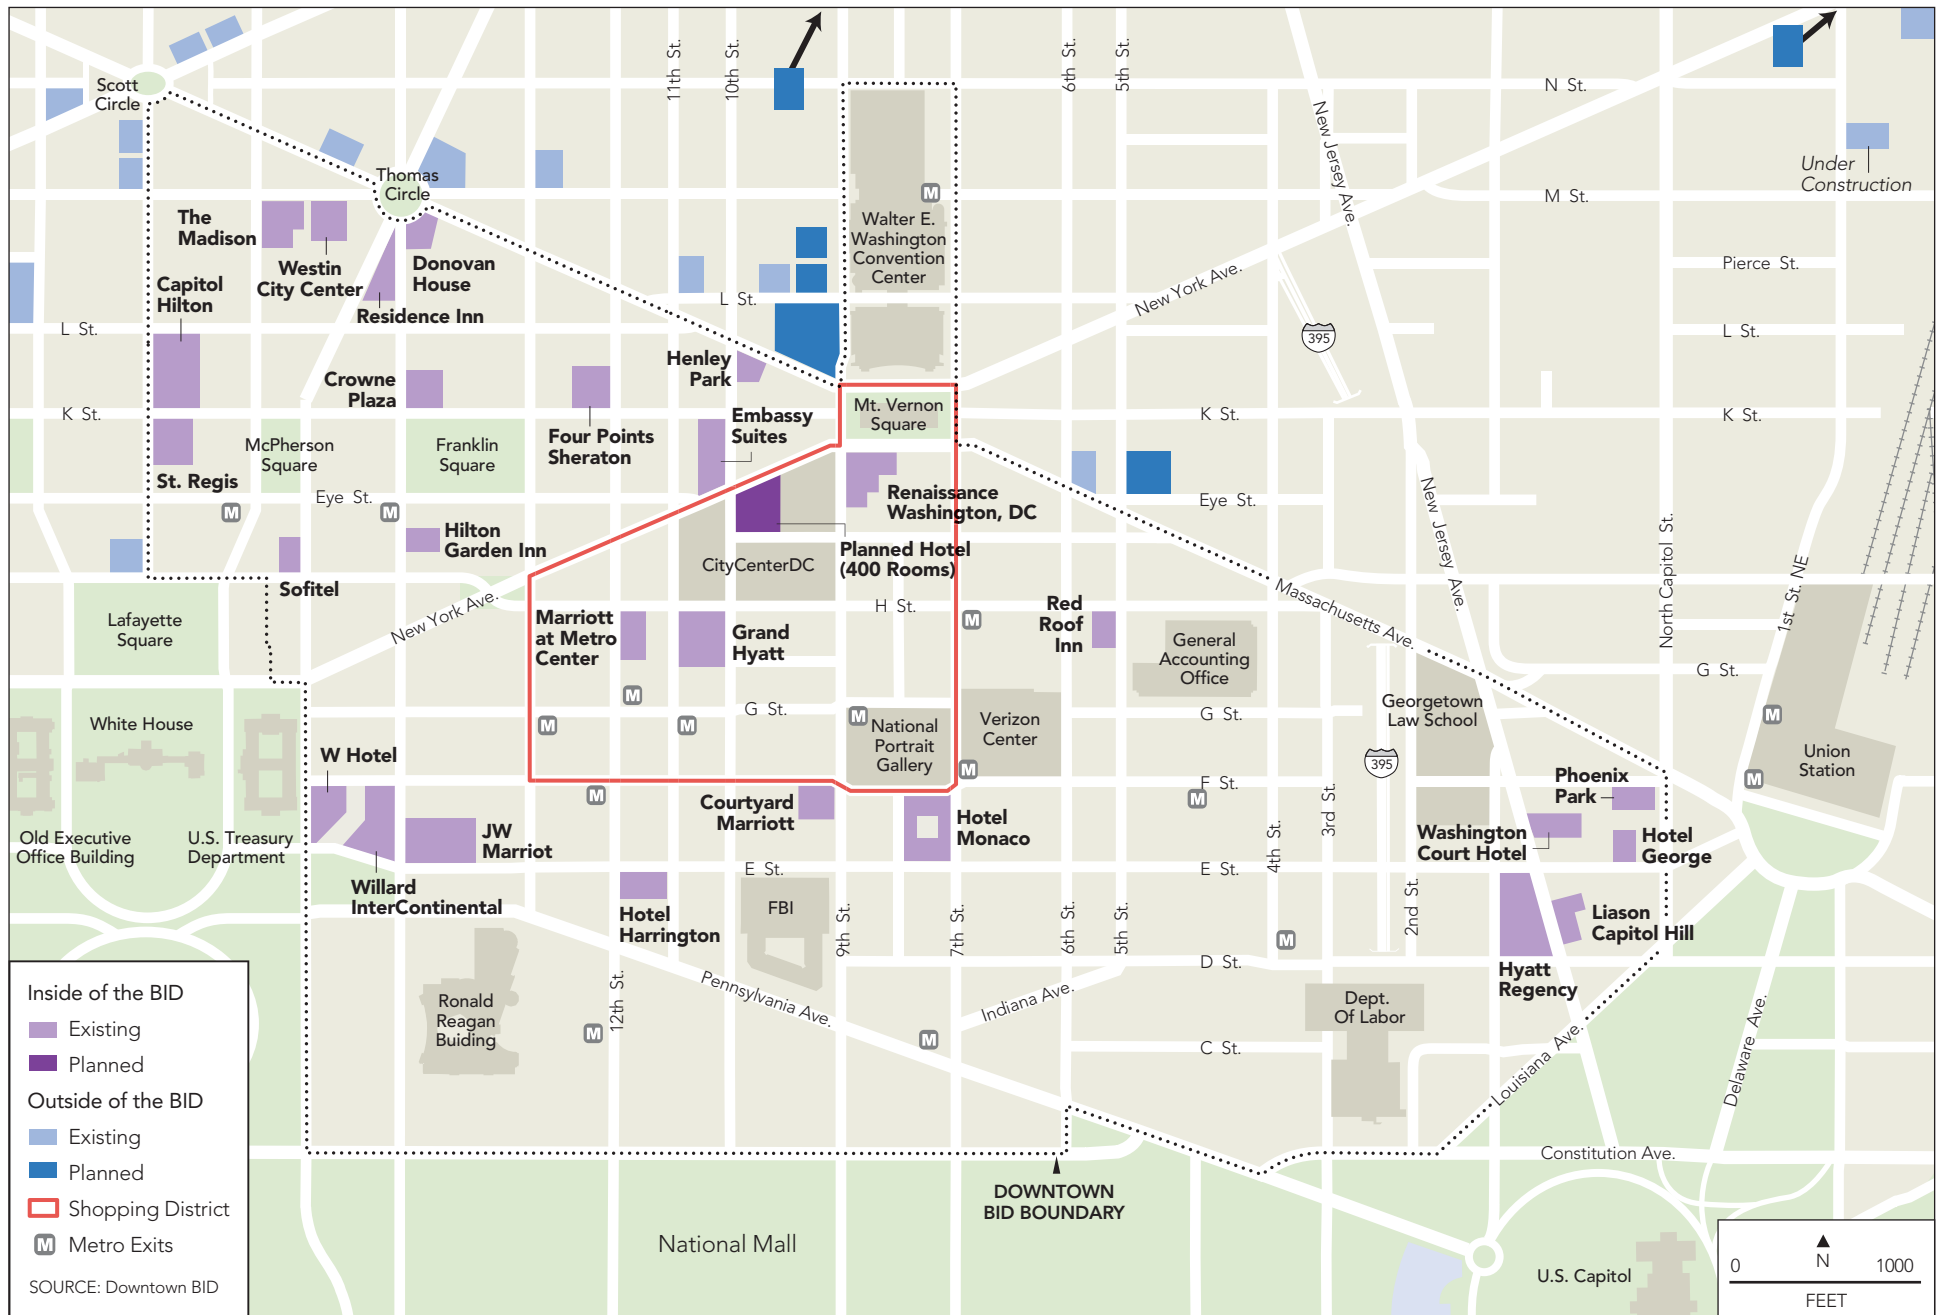 11th St.
10th St.
6th St.
5th St.
N St.
Scott
Circle
New Jersey Ave.
Under
Construction
Thomas
Circle
M
M St.
The
Madison
Walter E.
Washington
Convention
Center
Westin
City Center
Donovan
House
Pierce St.
Capitol
Hilton
New York Ave.
Residence Inn
L St.
L St.
L St.
395
Henley
Park
Crowne
Plaza
Mt. Vernon
Square
K St.
K St.
K St.
Embassy
Suites
McPherson
Square
Franklin
Square
Four Points
Sheraton
St. Regis
Eye St.
Eye St.
M
M
Renaissance
Washington, DC
New Jersey Ave.
North Capitol St.
1st St. NE
Hilton
Garden Inn
Planned Hotel
(400 Rooms)
CityCenterDC
Sofitel
New York Ave.
H St.
Massachusetts Ave.
Lafayette
Square
Marriott
at Metro
Center
Grand
Hyatt
M
Red
Roof
Inn
General
Accounting
Office
G St.
M
M
M
G St.
M
G St.
Georgetown
Law School
M
White House
National
Portrait
Gallery
Verizon
Center
Union
Station
W Hotel
395
M
M
M
F St.
M
Phoenix
Park
Old Executive
Office Building
U.S. Treasury
Department
JW
Marriot
Courtyard
Marriott
Hotel
Monaco
4th St.
3rd St.
Washington
Court Hotel
Hotel
George
E St.
E St.
Willard
InterContinental
Hotel
Harrington
FBI
9th St.
7th St.
6th St.
5th St.
2nd St.
M
Liason
Capitol Hill
D St.
Hyatt
Regency
12th St.
Pennsylvania Ave.
Indiana Ave.
Ronald
Reagan
Buiding
Dept.
Of Labor
M
M
C St.
Louisiana Ave.
Delaware Ave.
Constitution Ave.
DOWNTOWN
BID BOUNDARY
National Mall
U.S. Capitol
Inside of the BID
Existing
Planned
Outside of the BID
Existing
Planned
Shopping District
M Metro Exits
SOURCE: Downtown BID
N
0 1000
FEET